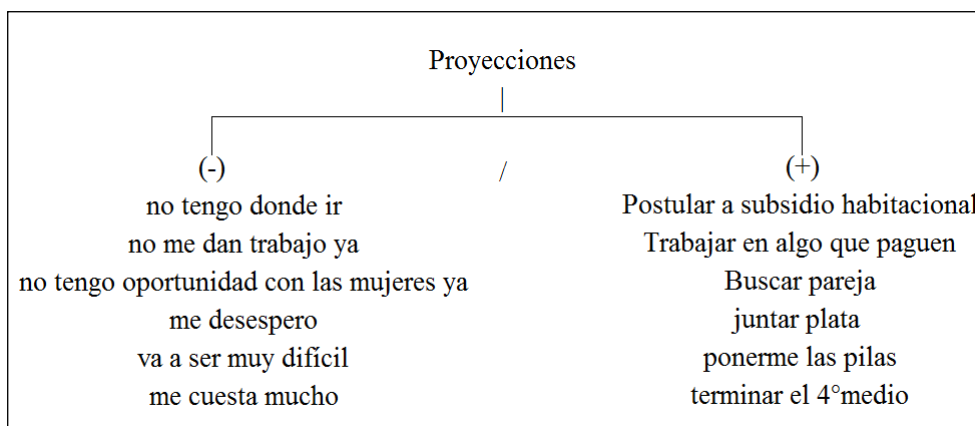 Proyecciones
(-) / (+)
no tengo donde ir Postular a subsidio habitacional
no me dan trabajo ya Trabajar en algo que paguen
no tengo oportunidad con las mujeres ya Buscar pareja
me desespero juntar plata
va a ser muy difícil ponerme las pilas
me cuesta mucho terminar el 4°medio